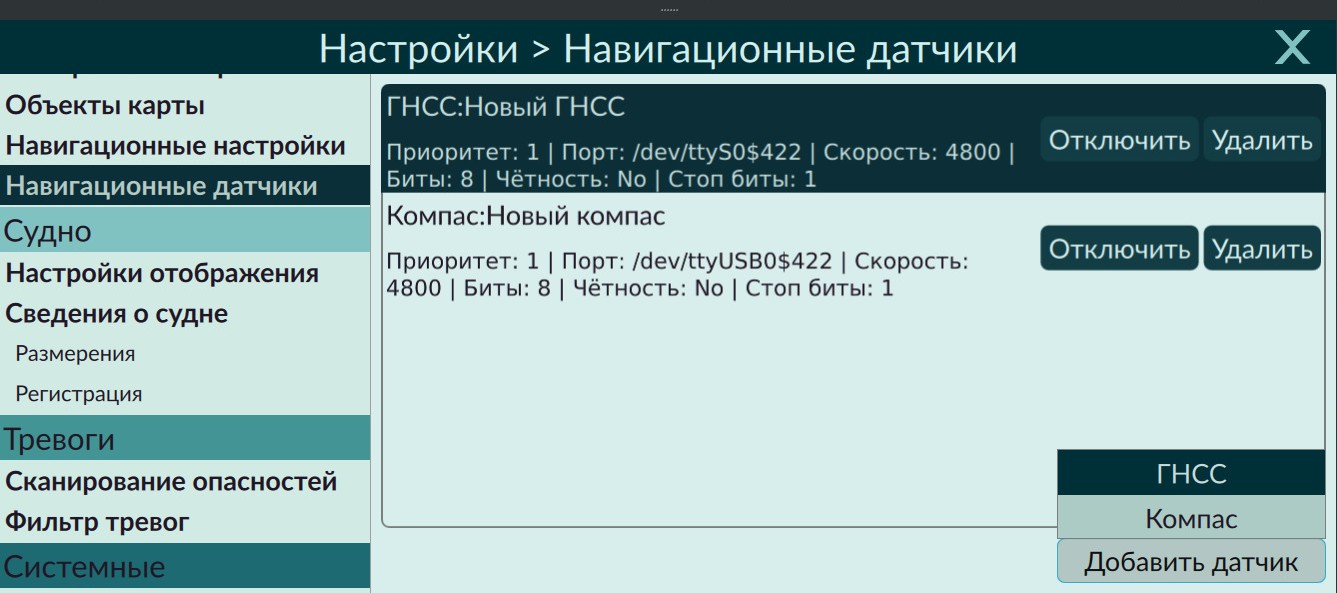 Настройки > Навигационные датчики
X
Объекты карты
Навигационные настройки
Навигационные датчики
Судно
Настройки отображения
Сведения о судне
Размерения
Регистрация
Тревоги
Сканирование опасностей
Фильтр тревог
Системные
ГНСС:Новый ГНСС
Приоритет: 1 | Порт: /dev/ttyS0$422 | Скорость: 4800 |
Биты: 8 | Чётность: No | Стоп биты: 1
Отключить
Удалить
Компас:Новый компас
Приоритет: 1 | Порт: /dev/ttyUSB0$422 | Скорость:
4800 | Биты: 8 | Чётность: No | Стоп биты: 1
Отключить
Удалить
ГНСС
Компас
Добавить датчик